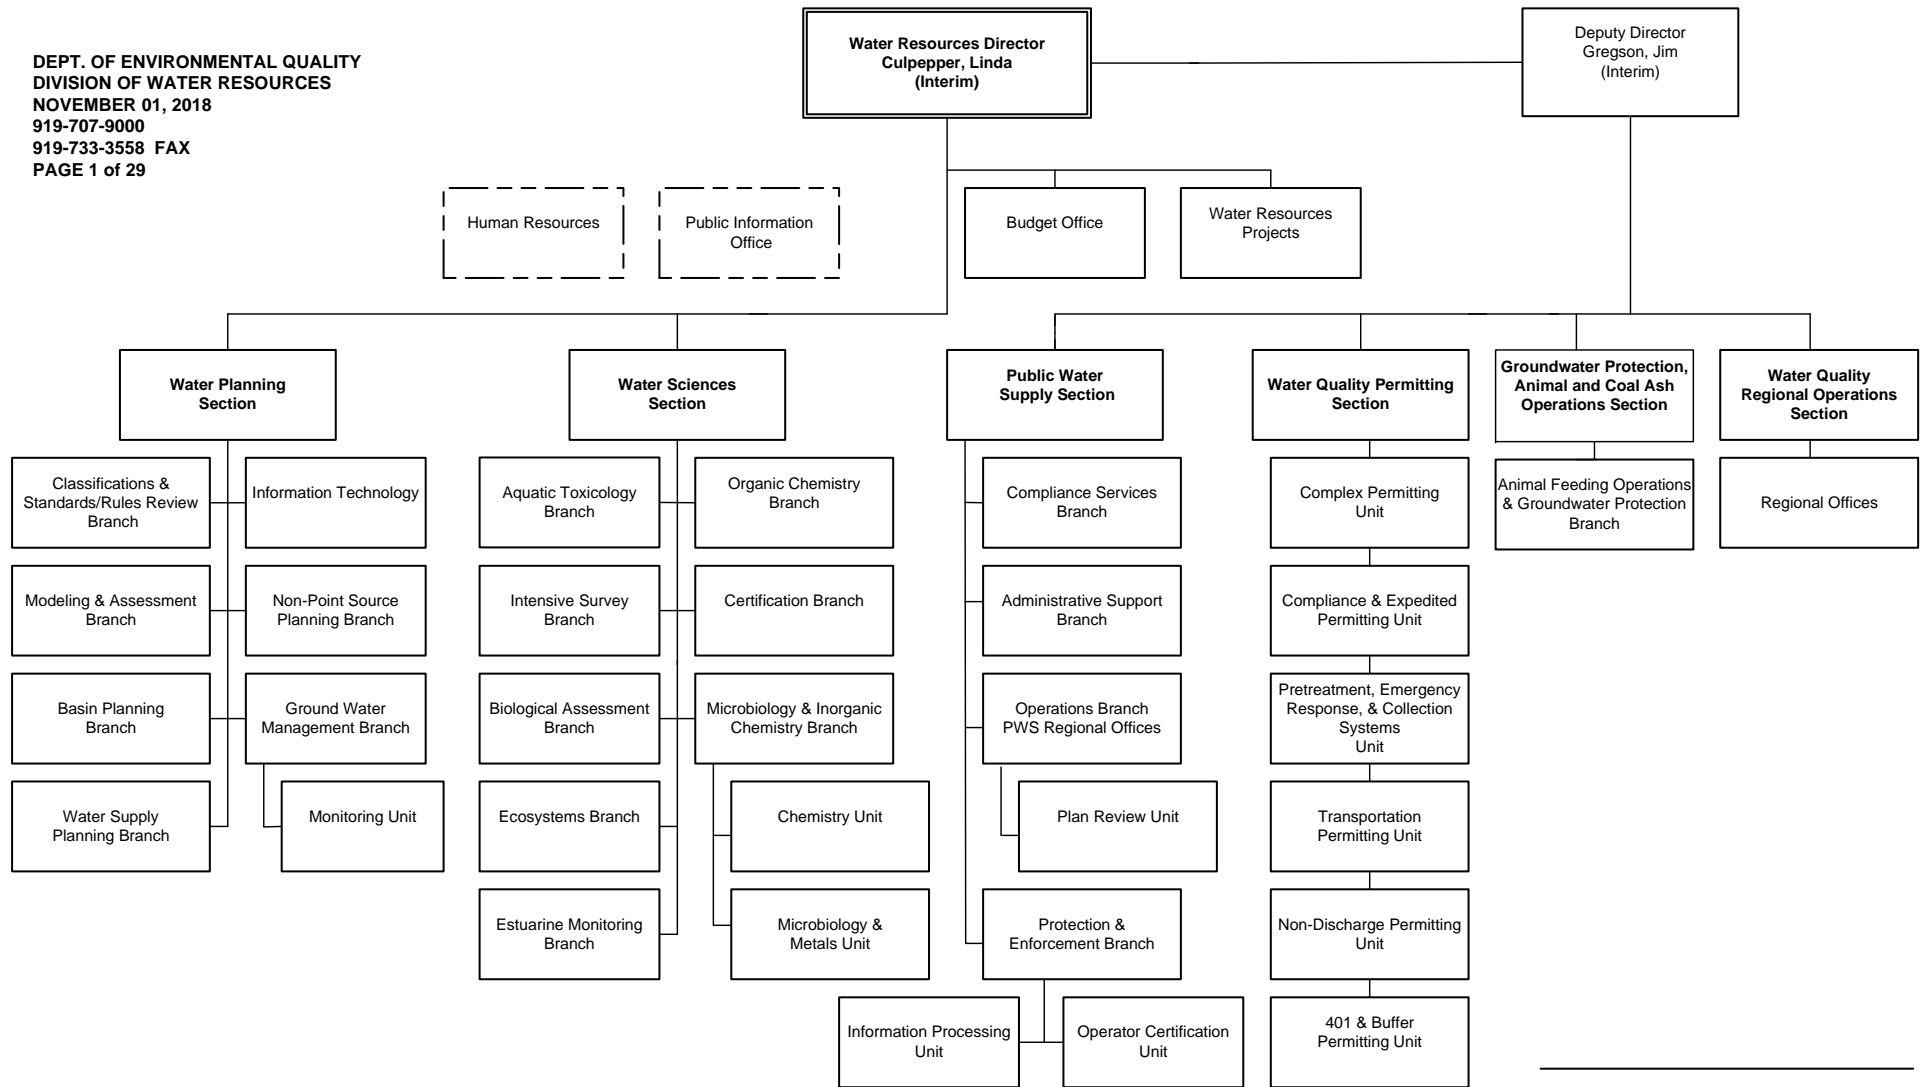 DEPT. OF ENVIRONMENTAL QUALITY
DIVISION OF WATER RESOURCES
NOVEMBER 01, 2018
919-707-9000
919-733-3558  FAX
PAGE 1 of 29
Water Resources Director
Culpepper, Linda
(Interim)
Deputy Director
Gregson, Jim
(Interim)
Human Resources
Public Information
Office
Budget Office
Water Resources
Projects
Water Planning
Section
Water Sciences
Section
Public Water
Supply Section
Water Quality Permitting
Section
Groundwater Protection,
Animal and Coal Ash
Operations Section
Water Quality
Regional Operations
Section
Classifications &
Standards/Rules Review
Branch
Information Technology
Modeling & Assessment
Branch
Non-Point Source
Planning Branch
Basin Planning
Branch
Ground Water
Management Branch
Water Supply
Planning Branch
Monitoring Unit
Aquatic Toxicology
Branch
Organic Chemistry
Branch
Intensive Survey
Branch
Certification Branch
Biological Assessment
Branch
Microbiology & Inorganic
Chemistry Branch
Ecosystems Branch
Chemistry Unit
Estuarine Monitoring
Branch
Microbiology &
Metals Unit
Compliance Services
Branch
Administrative Support
Branch
Operations Branch
PWS Regional Offices
Plan Review Unit
Protection &
Enforcement Branch
Information Processing
Unit
Operator Certification
Unit
Complex Permitting
Unit
Compliance & Expedited
Permitting Unit
Pretreatment, Emergency
Response, & Collection
Systems
Unit
Transportation
Permitting Unit
Non-Discharge Permitting
Unit
401 & Buffer
Permitting Unit
Animal Feeding Operations
& Groundwater Protection
Branch
Regional Offices